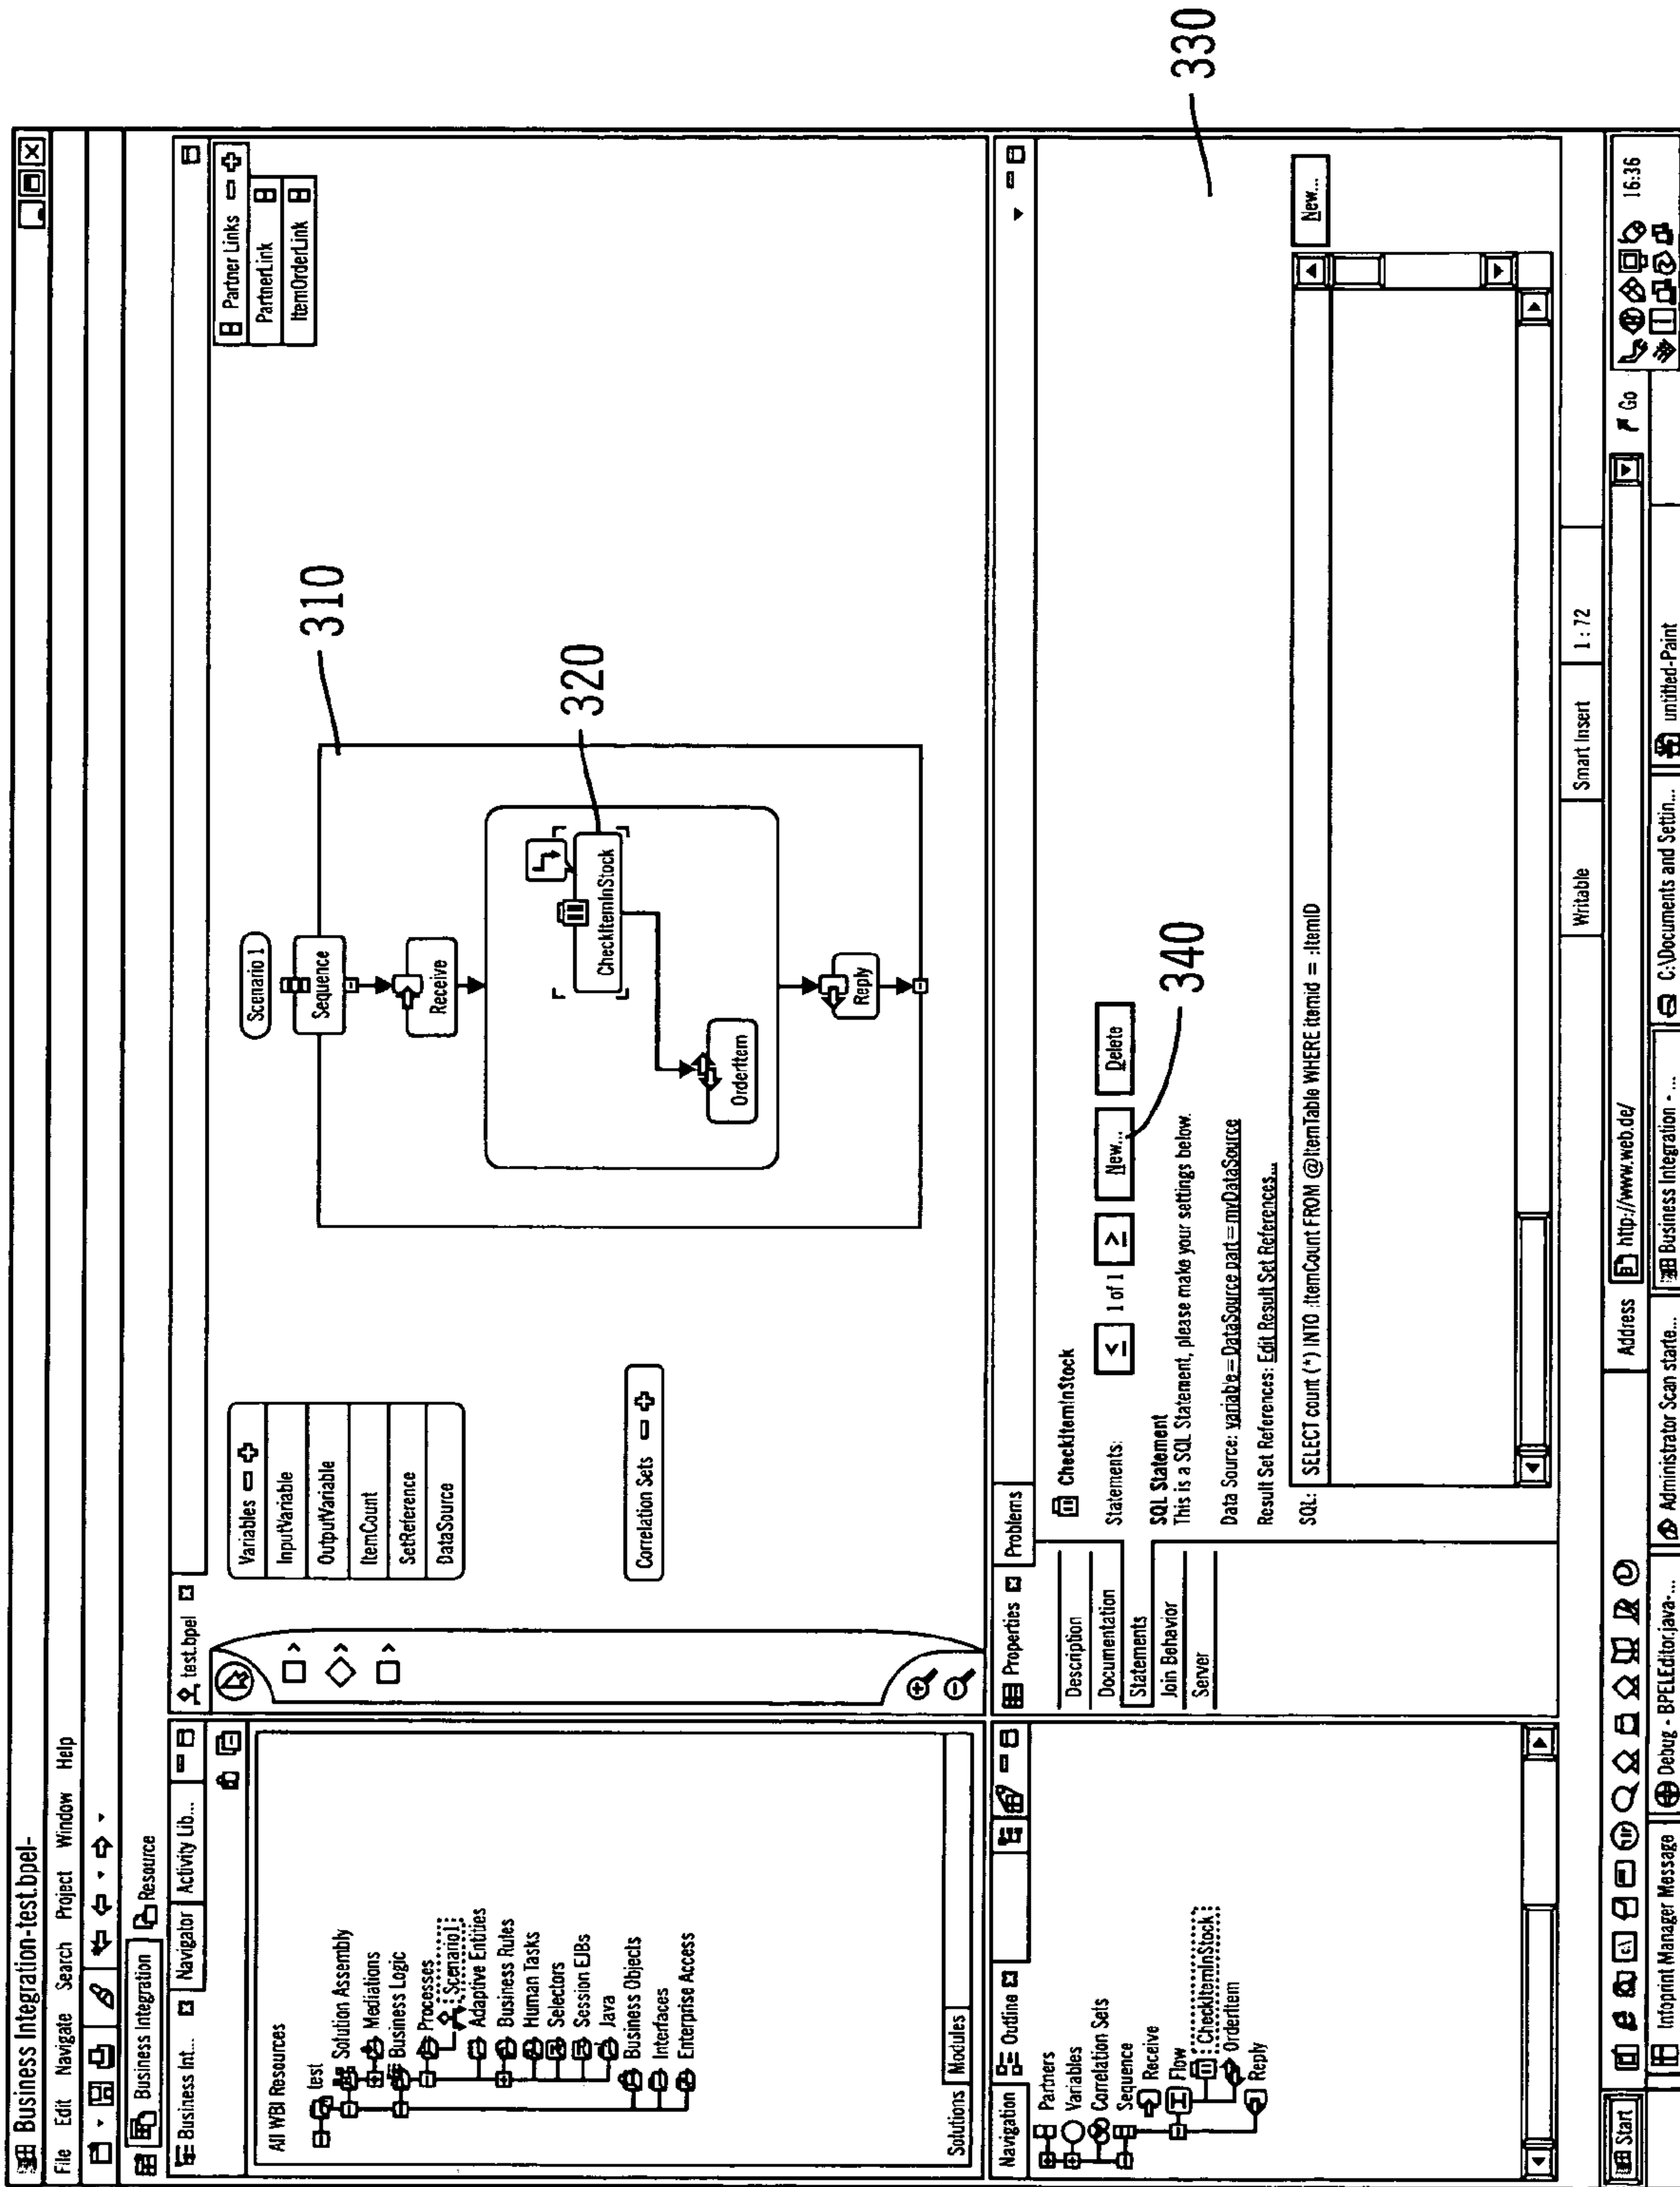 Business Integration-test.bpel-
File Edit Navigate Search Project Window Help
Business Integration Resource
Business Int... Navigator Activity Lib...
All WBI Resources
test
Solution Assembly
Mediations
Business Logic
Processes
Scenario1
Adaptive Entities
Business Rules
Human Tasks
Selectors
Session EJBs
Java
Business Objects
Interfaces
Enterprise Access
Solutions Modules
Navigation Outline
Partners
Variables
Correlation Sets
Sequence
Receive
Flow
CheckItemInStock
OrderItem
Reply
test.bpel
Variables
InputVariable
OutputVariable
ItemCount
SetReference
DataSource
Correlation Sets
Scenario 1
Sequence
Receive
CheckItemInStock
OrderItem
Reply
310
320
Partner Links
PartnerLink
ItemOrderLink
Properties Problems
Description
Documentation
Statements
Join Behavior
Server
CheckItemInStock
Statements: < 1 of 1 > New... Delete
340
330
SQL Statement
This is a SQL Statement, please make your settings below.
Data Source: variable=DataSource part=myDataSource
Result Set References: Edit Result Set References...
SQL: SELECT count (*) INTO :ItemCount FROM @ItemTable WHERE itemid = :ItemID
New...
Writable Smart Insert 1 : 72
Address http://www.web.de/ Go
16:36
Start
Intoprint Manager Message
Debug - BPELEditor.java-...
Administrator Scan starte...
Business Integration - ...
C:\Documents and Settin...
untitled-Paint